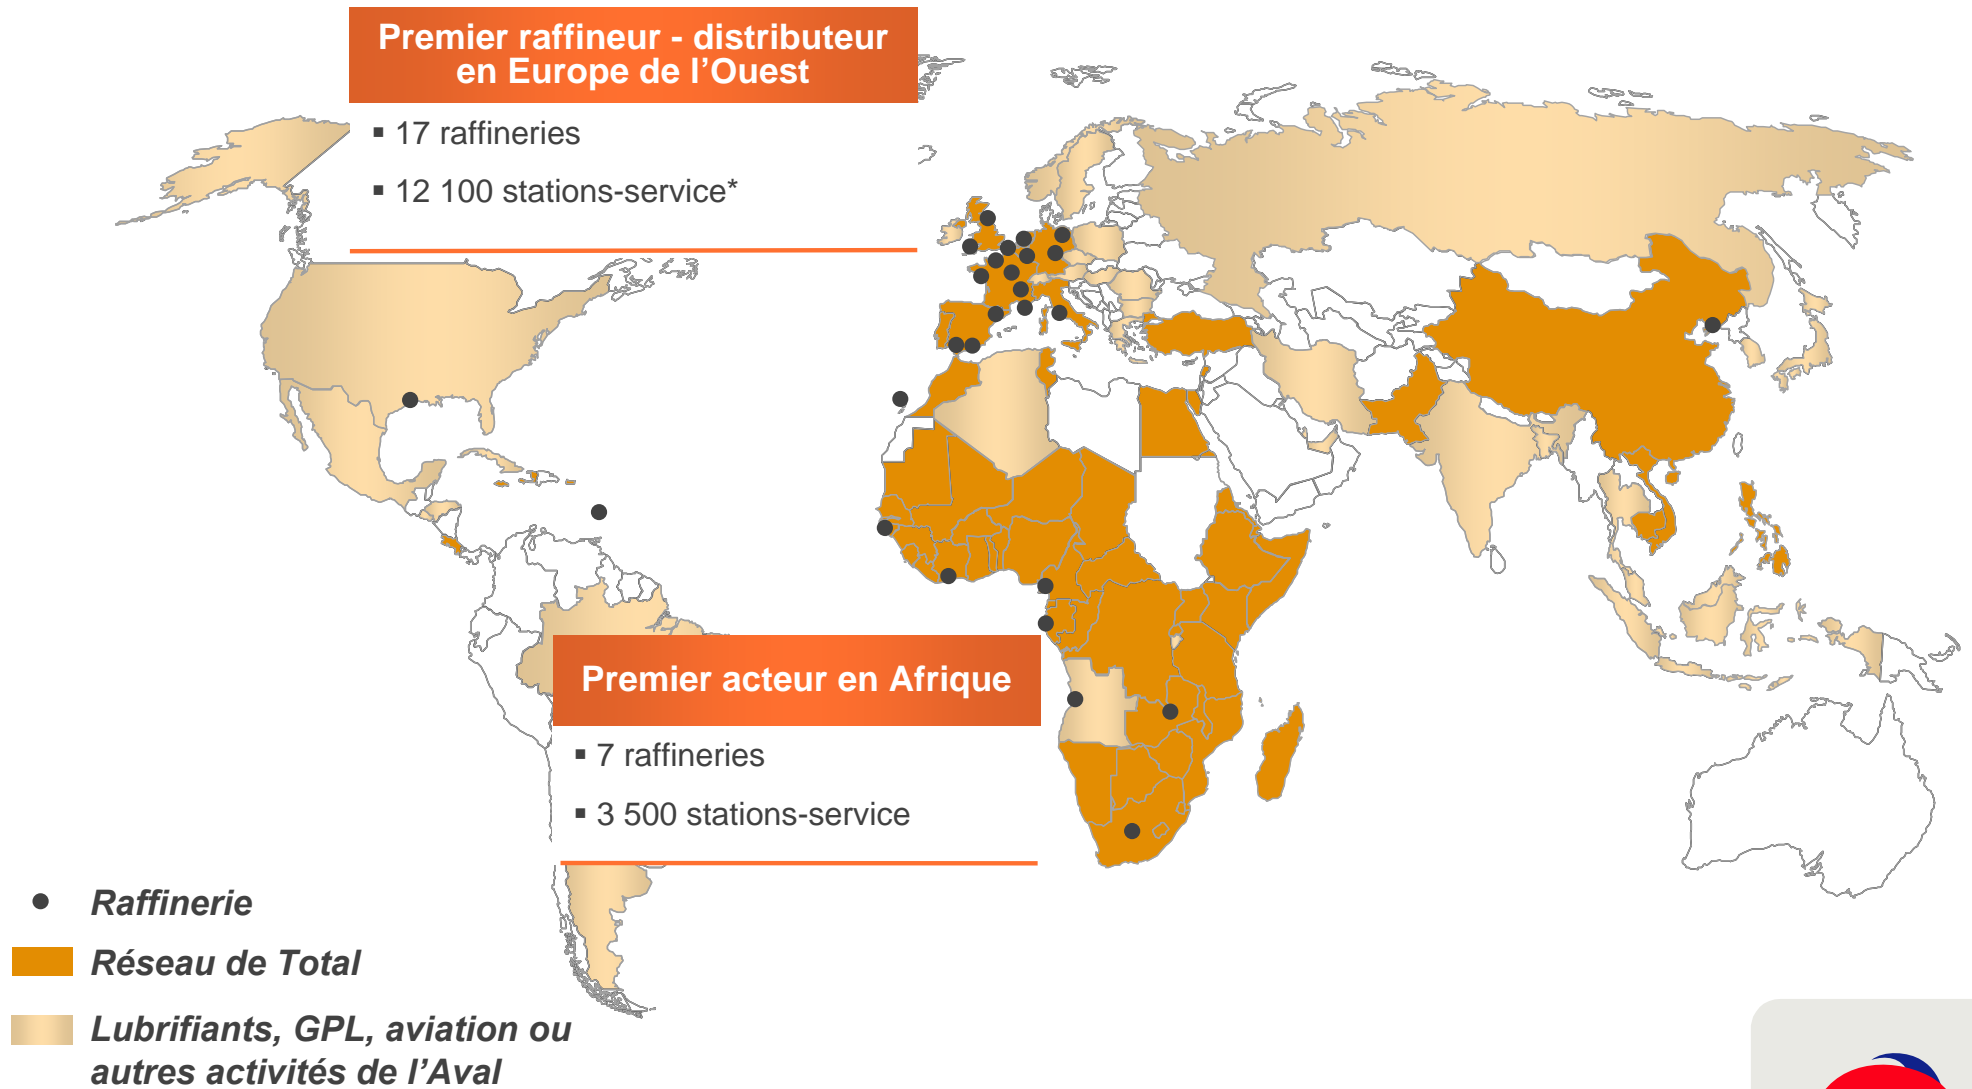 Premier raffineur - distributeur
en Europe de l’Ouest
▪ 17 raffineries
▪ 12 100 stations-service*
Premier acteur en Afrique
▪ 7 raffineries
▪ 3 500 stations-service
Raffinerie
Réseau de Total
Lubrifiants, GPL, aviation ou
autres activités de l’Aval